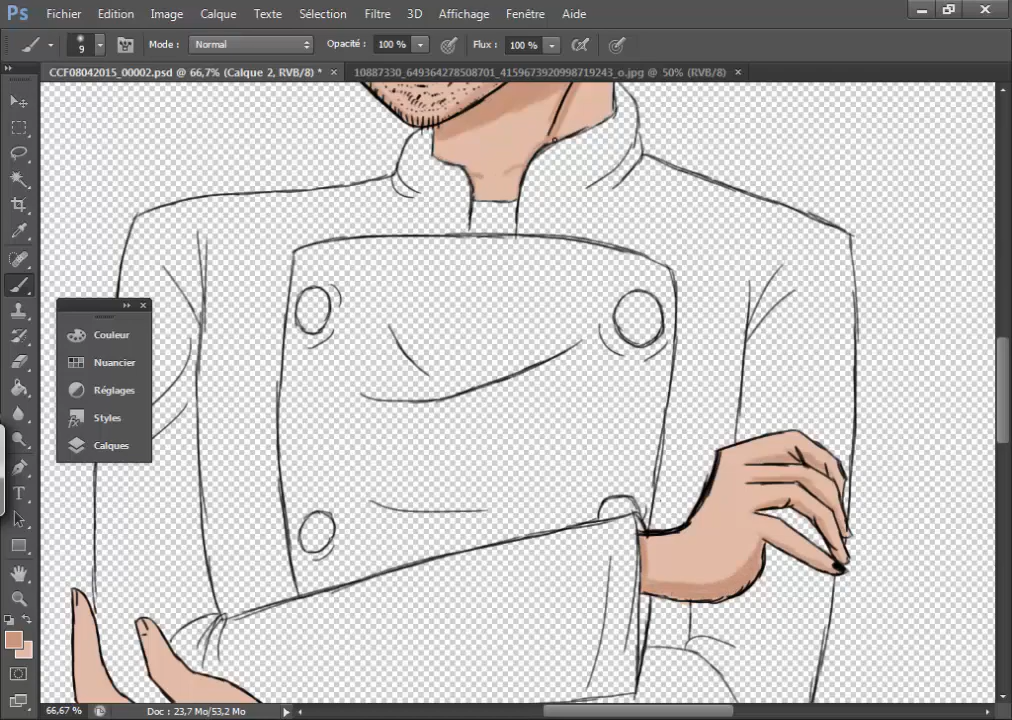 Ps Fichier Edition Image Calque Texte Sélection Filtre 3D Affichage Fenêtre Aide
9 Mode : Normal Opacité : 100 % Flux : 100 %
CCF08042015_00002.psd @ 66,7% (Calque 2, RVB/8) * × 10887330_649364278508701_4159673920998719243_o.jpg @ 50% (RVB/8) ×
Couleur
Nuancier
Réglages
Styles
Calques
66,67 % Doc : 23,7 Mo/53,2 Mo